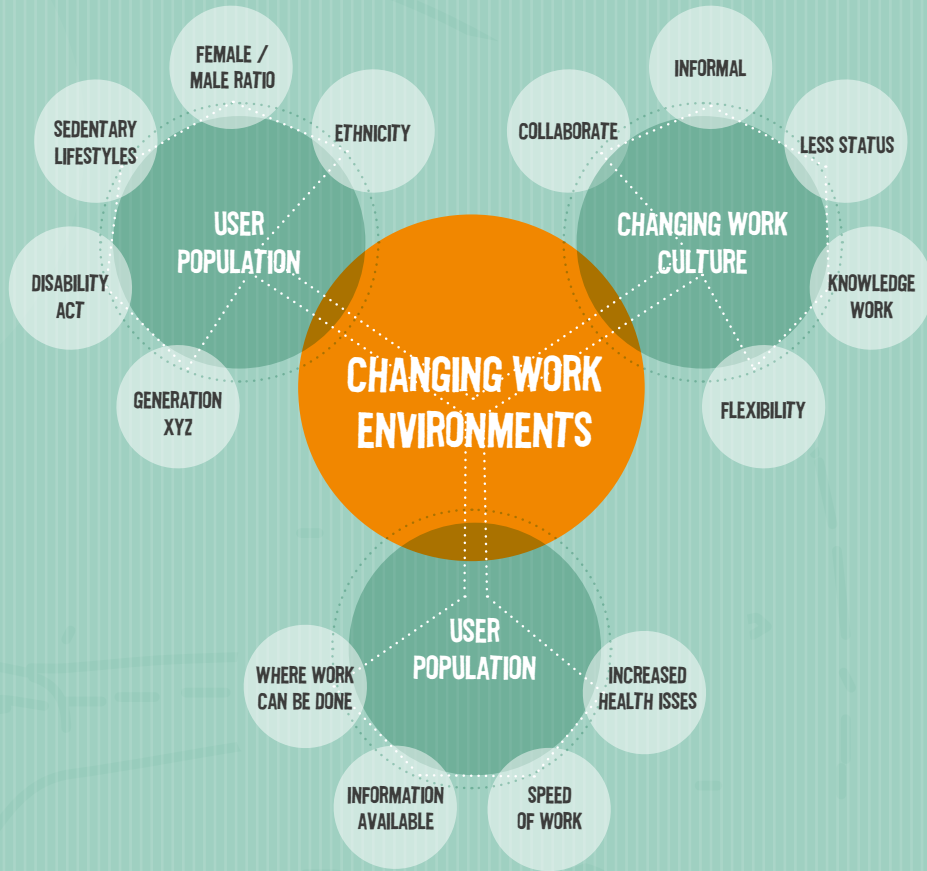 FEMALE /
MALE RATIO
SEDENTARY
LIFESTYLES
ETHNICITY
USER
POPULATION
DISABILITY
ACT
GENERATION
XYZ
INFORMAL
COLLABORATE
LESS STATUS
CHANGING WORK
CULTURE
KNOWLEDGE
WORK
FLEXIBILITY
CHANGING WORK
ENVIRONMENTS
USER
POPULATION
WHERE WORK
CAN BE DONE
INCREASED
HEALTH ISSES
INFORMATION
AVAILABLE
SPEED
OF WORK